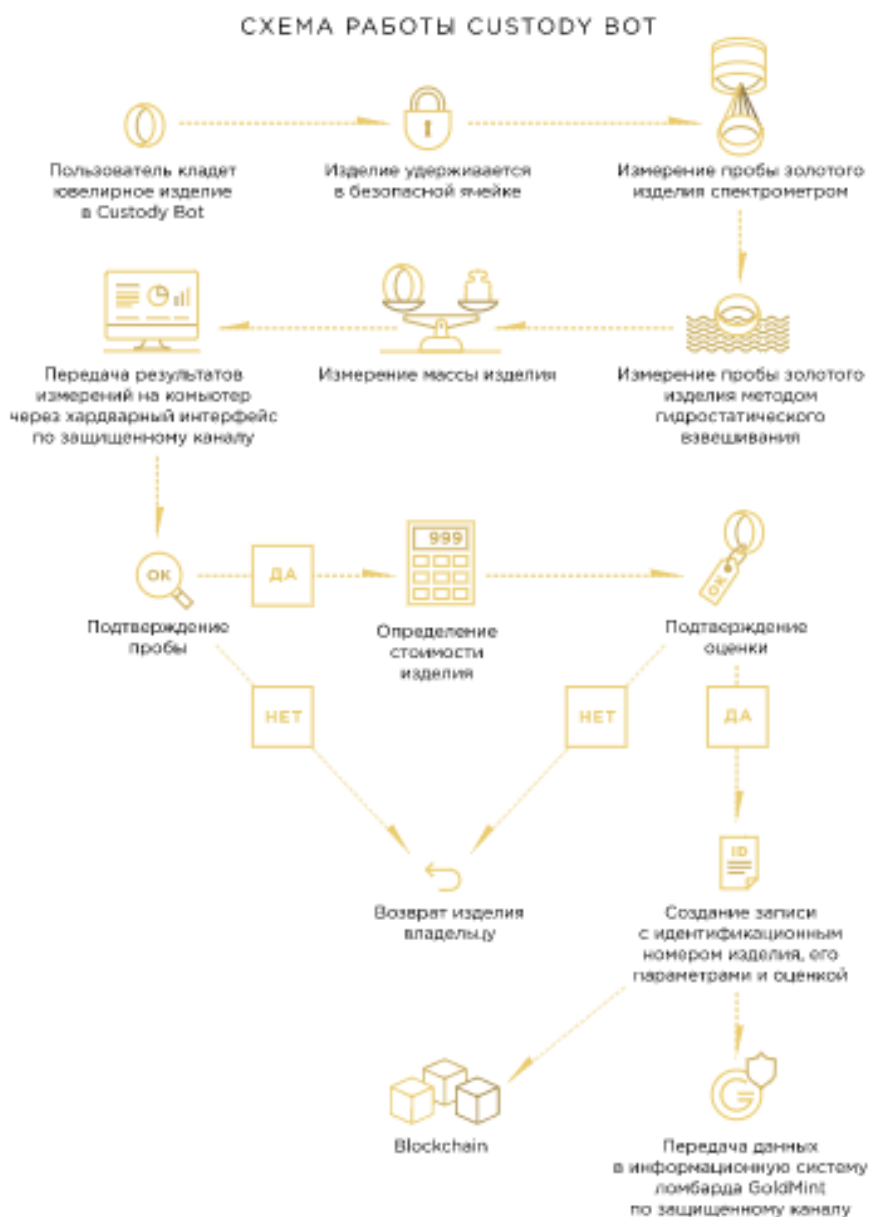 СХЕМА РАБОТЫ CUSTODY BOT
Пользователь кладет
ювелирное изделие
в Custody Bot
Изделие удерживается
в безопасной ячейке
Измерение пробы золотого
изделия спектрометром
Передача результатов
измерений на комьютер
через хардварный интерфейс
по защищенному каналу
Измерение массы изделия
Измерение пробы золотого
изделия методом
гидростатического
взвешивания
OK
ДА
999
OK
Подтверждение
пробы
Определение
стоимости
изделия
Подтверждение
оценки
НЕТ
НЕТ
ДА
ID
Возврат изделия
владельцу
Создание записи
с идентификационным
номером изделия, его
параметрами и оценкой
G
Blockchain
Передача данных
в информационную систему
ломбарда GoldMint
по защищенному каналу